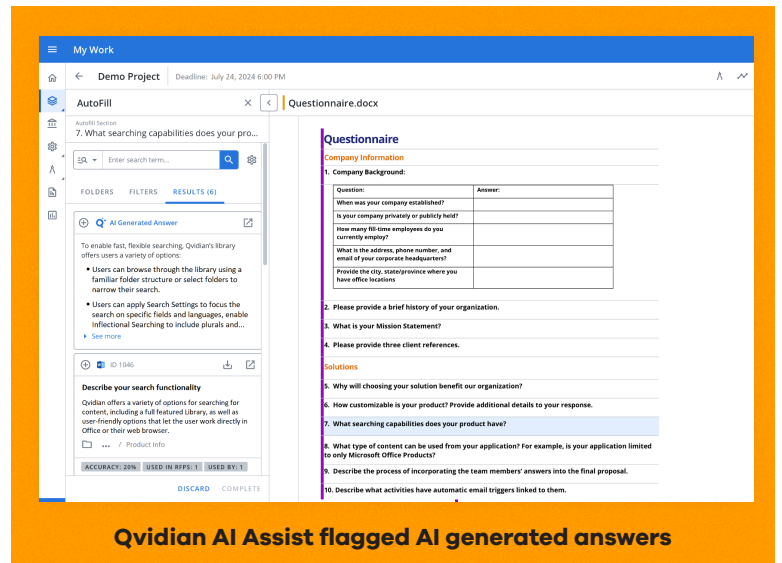 My Work
Demo Project
Deadline: July 24, 2024 6:00 PM
AutoFill
Autofill Section
7. What searching capabilities does your pro...
Enter search term...
FOLDERS
FILTERS
RESULTS (6)
AI Generated Answer
To enable fast, flexible searching, Qvidian's library
offers users a variety of options:
• Users can browse through the library using a
familiar folder structure or select folders to
narrow their search.
• Users can apply Search Settings to focus the
search on specific fields and languages, enable
Inflectional Searching to include plurals and...
See more
ID 1046
Describe your search functionality
Qvidian offers a variety of options for searching for
content, including a full featured Library, as well as
user-friendly options that let the user work directly in
Office or their web browser.
... / Product Info
ACCURACY: 20%
USED IN RFPS: 1
USED BY: 1
DISCARD
COMPLETE
Questionnaire.docx
Questionnaire
Company Information
1. Company Background:
Question:
Answer:
When was your company established?
Is your company privately or publicly held?
How many fill-time employees do you
currently employ?
What is the address, phone number, and
email of your corporate headquarters?
Provide the city, state/province where you
have office locations
2. Please provide a brief history of your organization.
3. What is your Mission Statement?
4. Please provide three client references.
Solutions
5. Why will choosing your solution benefit our organization?
6. How customizable is your product? Provide additional details to your response.
7. What searching capabilities does your product have?
8. What type of content can be used from your application? For example, is your application limited
to only Microsoft Office Products?
9. Describe the process of incorporating the team members' answers into the final proposal.
10. Describe what activities have automatic email triggers linked to them.
Qvidian AI Assist flagged AI generated answers